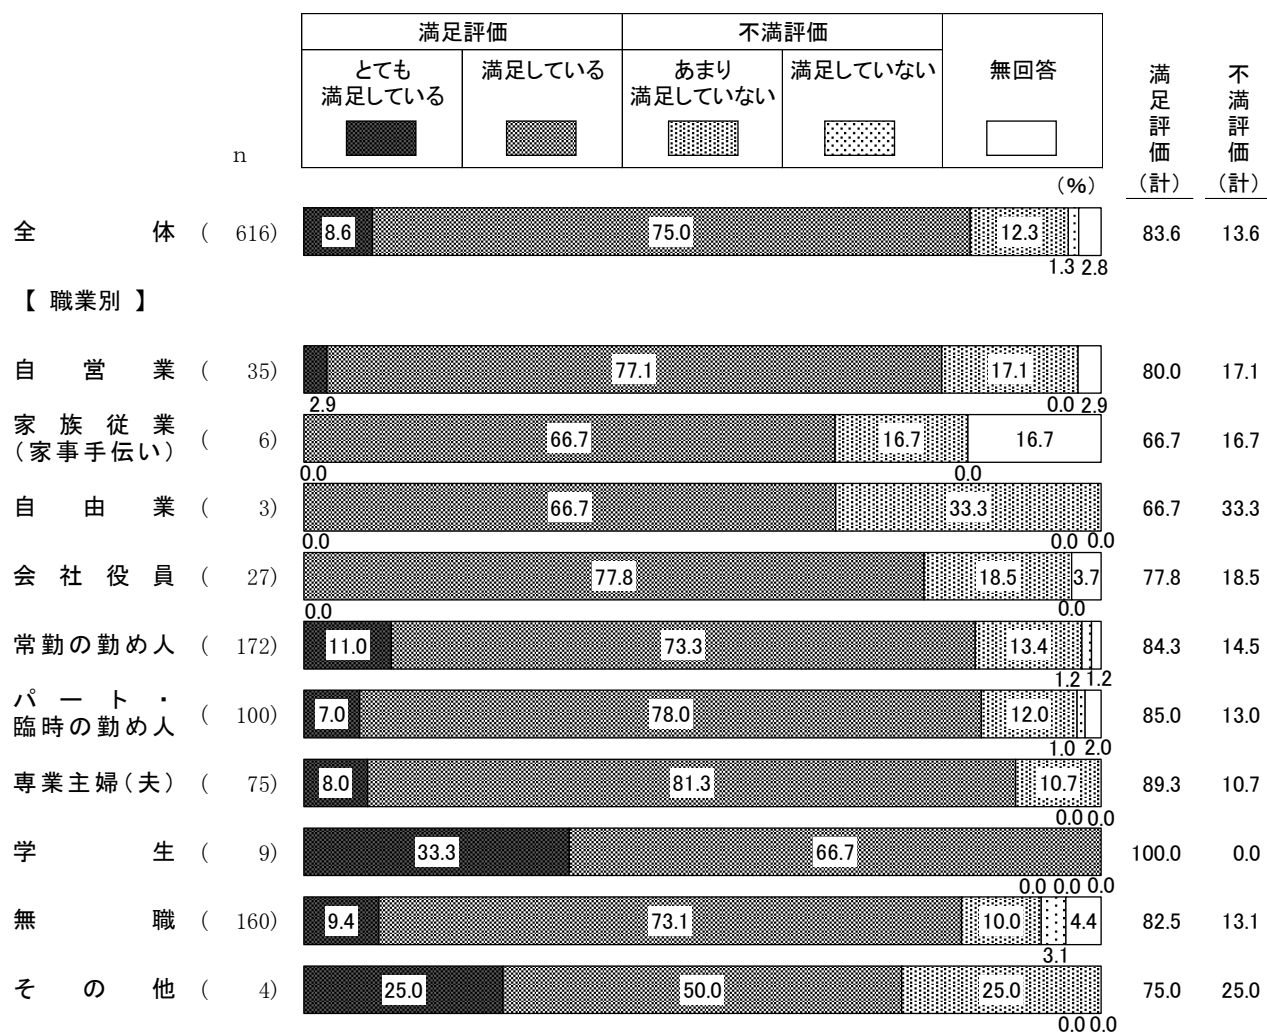 満足評価 不満評価
とても 満足している あまり 満足していない 無回答
満足している 満足していない
満足評価(計) 不満評価(計)
n
(%)
全体 ( 616) 8.6 75.0 12.3 83.6 13.6
1.3 2.8
【 職業別 】
自営業 ( 35) 77.1 17.1 80.0 17.1
2.9 0.0 2.9
家族従業
(家事手伝い) ( 6) 66.7 16.7 16.7 66.7 16.7
0.0 0.0
自由業 ( 3) 66.7 33.3 66.7 33.3
0.0 0.0 0.0
会社役員 ( 27) 77.8 18.5 3.7 77.8 18.5
0.0 0.0
常勤の勤め人 ( 172) 11.0 73.3 13.4 84.3 14.5
1.2 1.2
パート・
臨時の勤め人 ( 100) 7.0 78.0 12.0 85.0 13.0
1.0 2.0
専業主婦(夫) ( 75) 8.0 81.3 10.7 89.3 10.7
0.0 0.0
学生 ( 9) 33.3 66.7 100.0 0.0
0.0 0.0 0.0
無職 ( 160) 9.4 73.1 10.0 4.4 82.5 13.1
3.1
その他 ( 4) 25.0 50.0 25.0 75.0 25.0
0.0 0.0